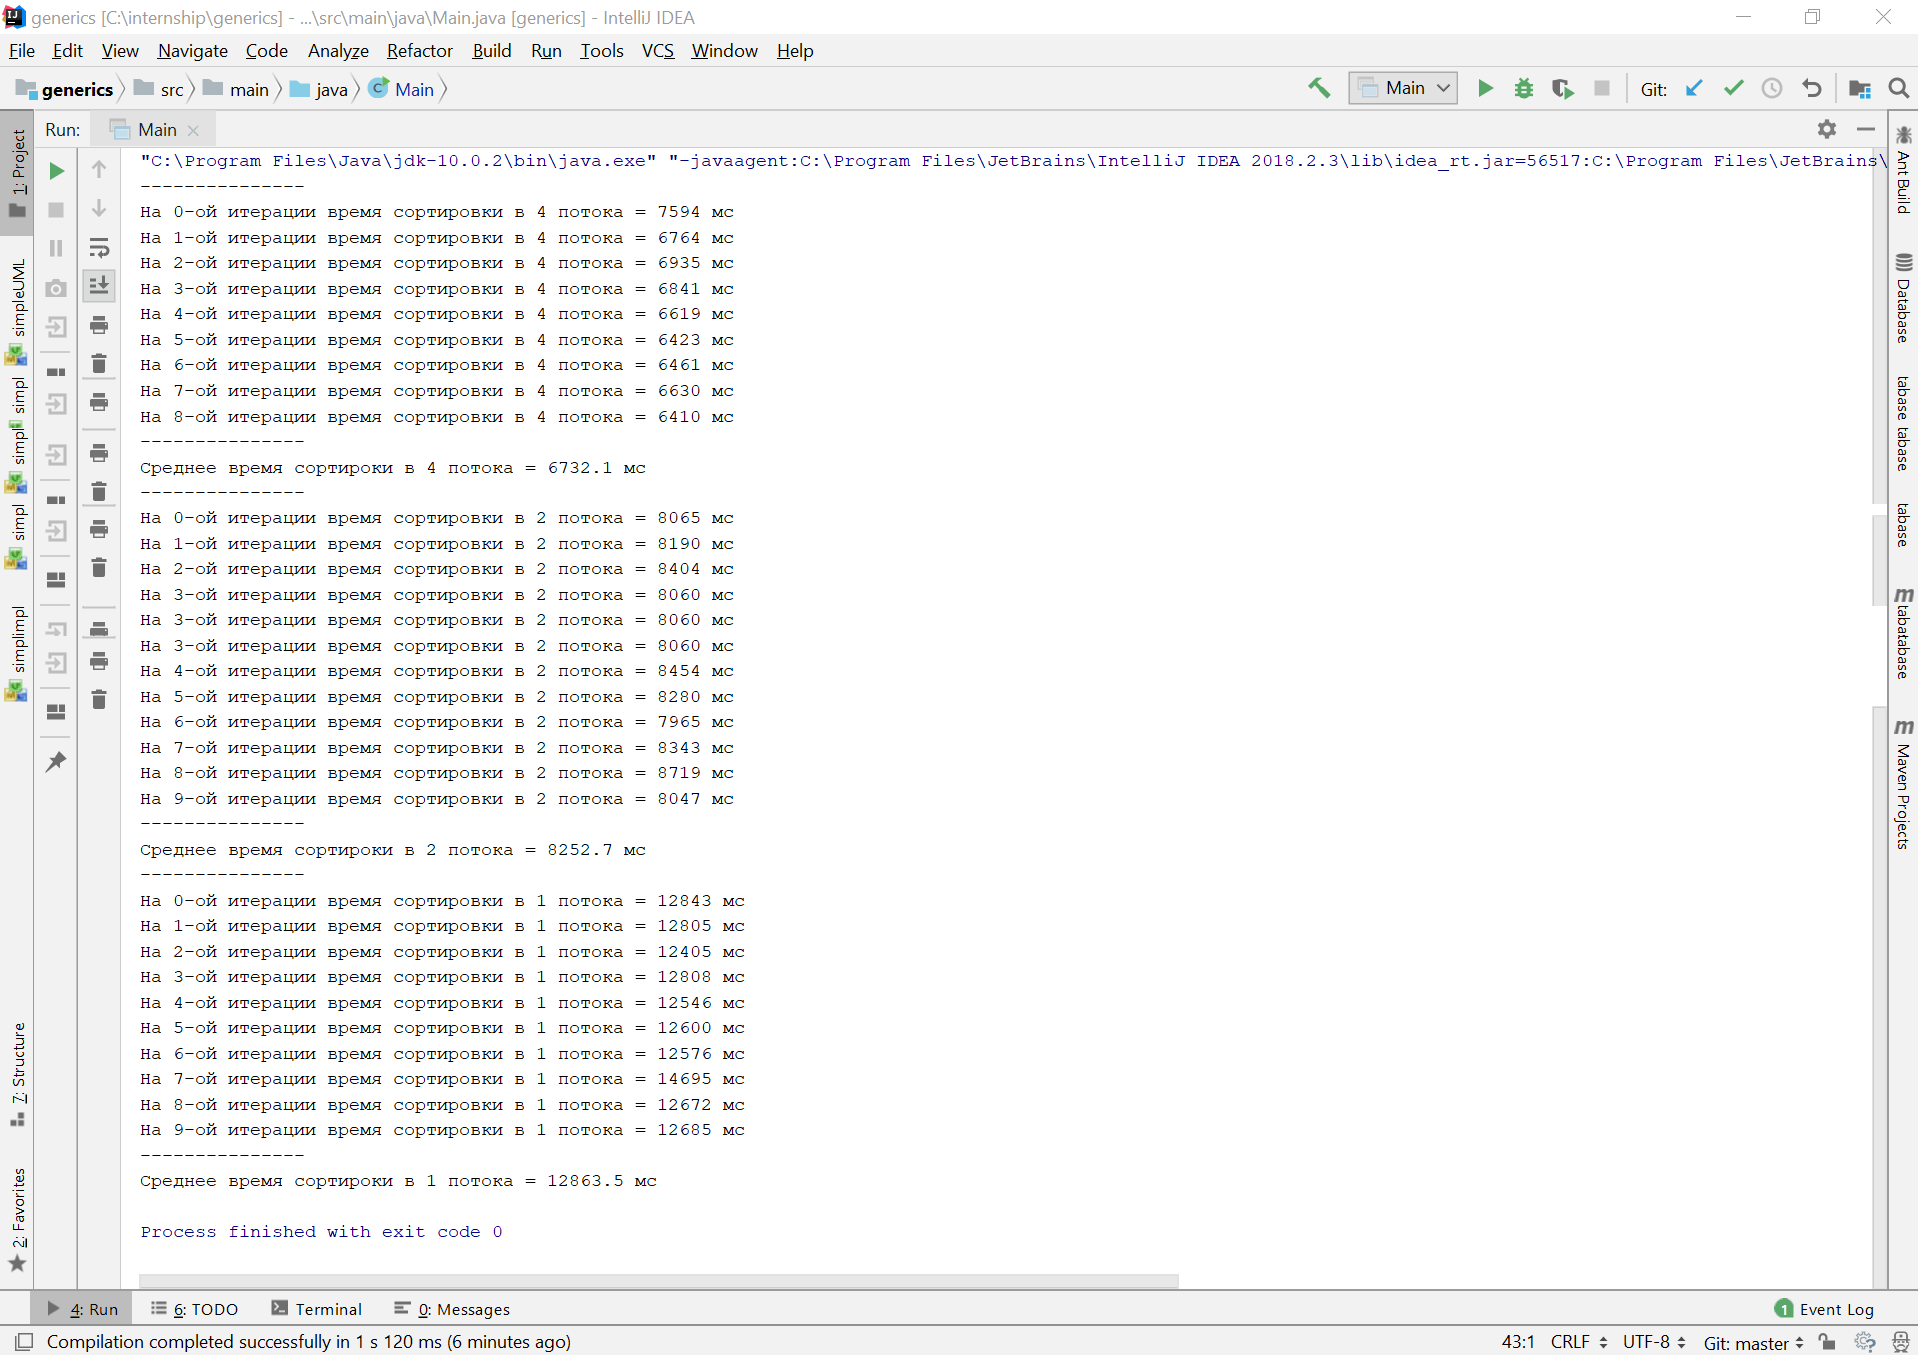 generics [C:\internship\generics] - ...\src\main\java\Main.java [generics] - IntelliJ IDEA
File Edit View Navigate Code Analyze Refactor Build Run Tools VCS Window Help
generics src main java Main
Main
Git:
Run: Main
"C:\Program Files\Java\jdk-10.0.2\bin\java.exe" "-javaagent:C:\Program Files\JetBrains\IntelliJ IDEA 2018.2.3\lib\idea_rt.jar=56517:C:\Program Files\JetBrains\
---------------
На 0-ой итерации время сортировки в 4 потока = 7594 мс
На 1-ой итерации время сортировки в 4 потока = 6764 мс
На 2-ой итерации время сортировки в 4 потока = 6935 мс
На 3-ой итерации время сортировки в 4 потока = 6841 мс
На 4-ой итерации время сортировки в 4 потока = 6619 мс
На 5-ой итерации время сортировки в 4 потока = 6423 мс
На 6-ой итерации время сортировки в 4 потока = 6461 мс
На 7-ой итерации время сортировки в 4 потока = 6630 мс
На 8-ой итерации время сортировки в 4 потока = 6410 мс
---------------
Среднее время сортироки в 4 потока = 6732.1 мс
---------------
На 0-ой итерации время сортировки в 2 потока = 8065 мс
На 1-ой итерации время сортировки в 2 потока = 8190 мс
На 2-ой итерации время сортировки в 2 потока = 8404 мс
На 3-ой итерации время сортировки в 2 потока = 8060 мс
На 3-ой итерации время сортировки в 2 потока = 8060 мс
На 3-ой итерации время сортировки в 2 потока = 8060 мс
На 4-ой итерации время сортировки в 2 потока = 8454 мс
На 5-ой итерации время сортировки в 2 потока = 8280 мс
На 6-ой итерации время сортировки в 2 потока = 7965 мс
На 7-ой итерации время сортировки в 2 потока = 8343 мс
На 8-ой итерации время сортировки в 2 потока = 8719 мс
На 9-ой итерации время сортировки в 2 потока = 8047 мс
---------------
Среднее время сортироки в 2 потока = 8252.7 мс
---------------
На 0-ой итерации время сортировки в 1 потока = 12843 мс
На 1-ой итерации время сортировки в 1 потока = 12805 мс
На 2-ой итерации время сортировки в 1 потока = 12405 мс
На 3-ой итерации время сортировки в 1 потока = 12808 мс
На 4-ой итерации время сортировки в 1 потока = 12546 мс
На 5-ой итерации время сортировки в 1 потока = 12600 мс
На 6-ой итерации время сортировки в 1 потока = 12576 мс
На 7-ой итерации время сортировки в 1 потока = 14695 мс
На 8-ой итерации время сортировки в 1 потока = 12672 мс
На 9-ой итерации время сортировки в 1 потока = 12685 мс
---------------
Среднее время сортироки в 1 потока = 12863.5 мс
Process finished with exit code 0
1: Project
simpleUML
simpl
simpl
simpl
simplimpl
7: Structure
2: Favorites
Ant Build
Database
tabase
tabase
tabase
m
tabatabase
m
Maven Projects
4: Run 6: TODO Terminal 0: Messages
1 Event Log
Compilation completed successfully in 1 s 120 ms (6 minutes ago)
43:1 CRLF UTF-8 Git: master